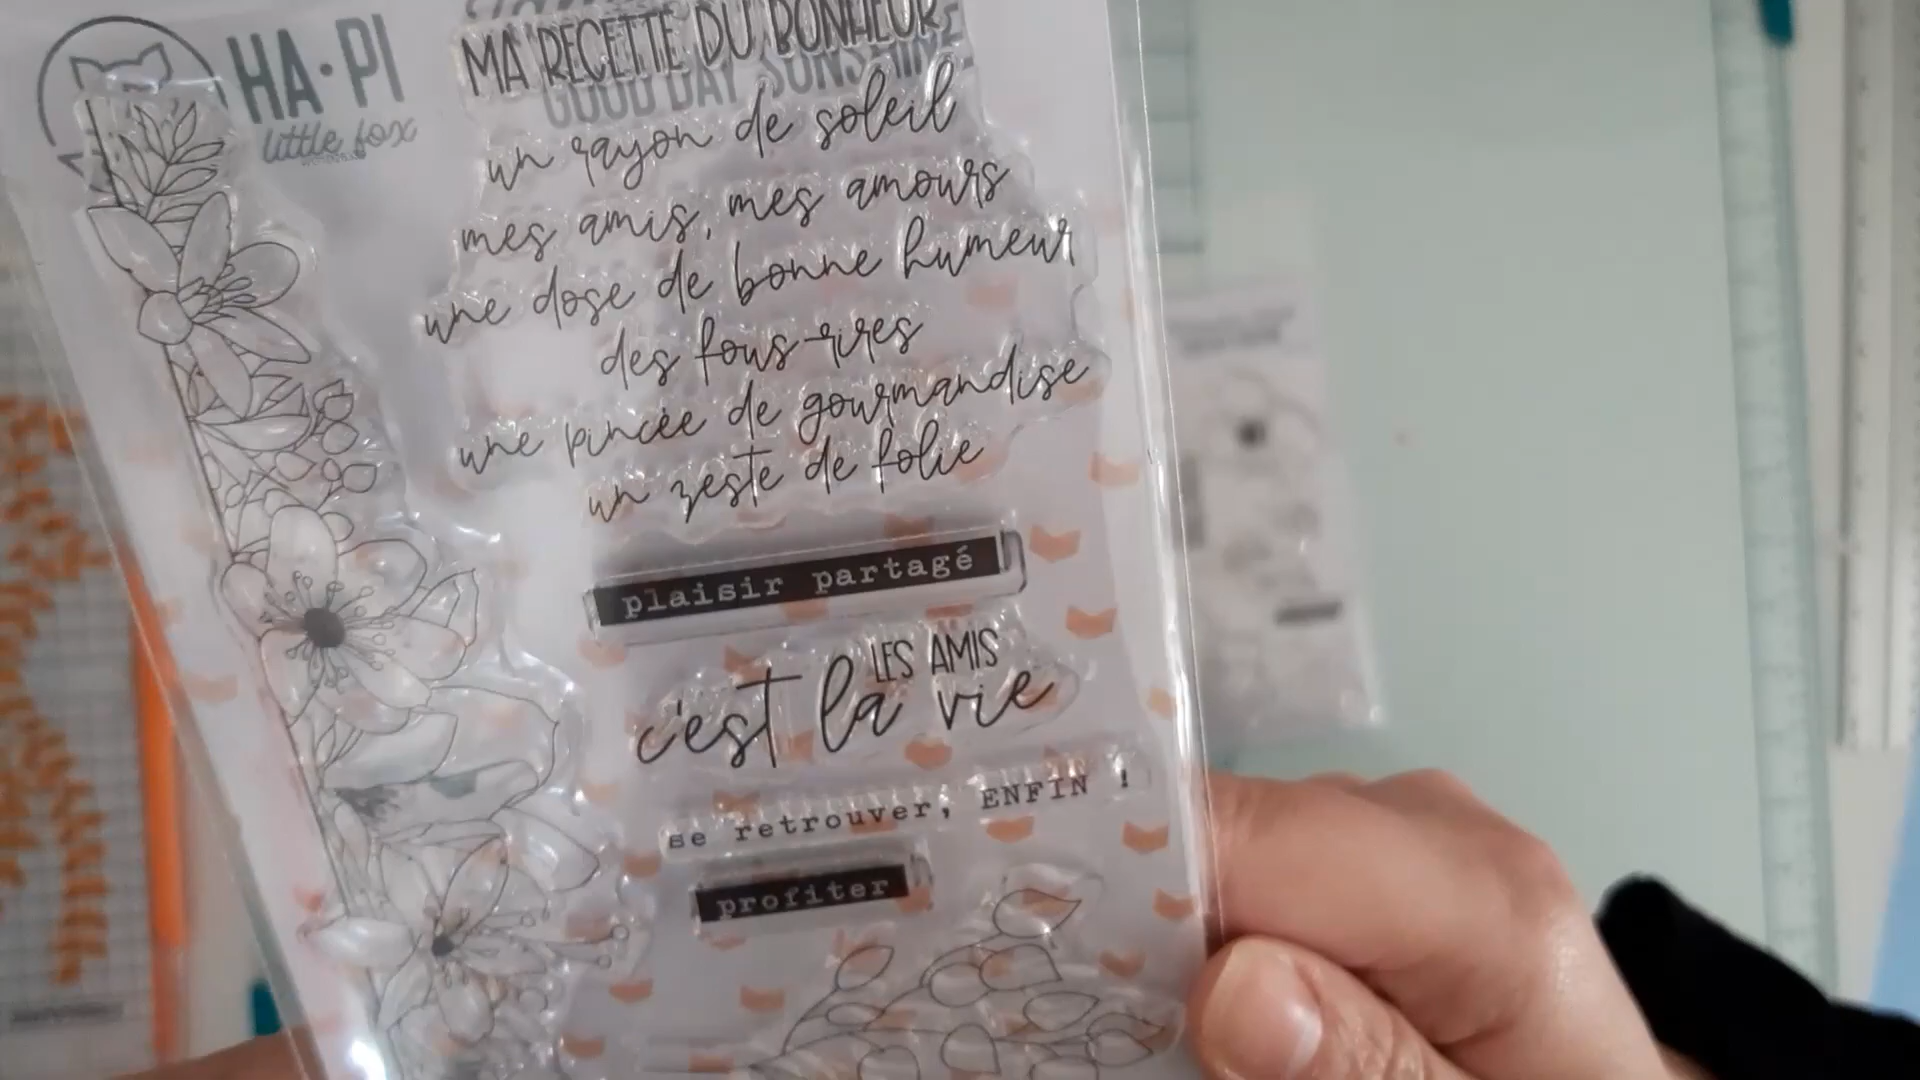 HA·PI
little fox
MA RECETTE DU BONHEUR
GOOD DAY SUNSHINE
un rayon de soleil
mes amis, mes amours
une dose de bonne humeur
des fous-rires
une pincée de gourmandise
un zeste de folie
plaisir partagé
LES AMIS
c'est la vie
se retrouver, ENFIN !
profiter